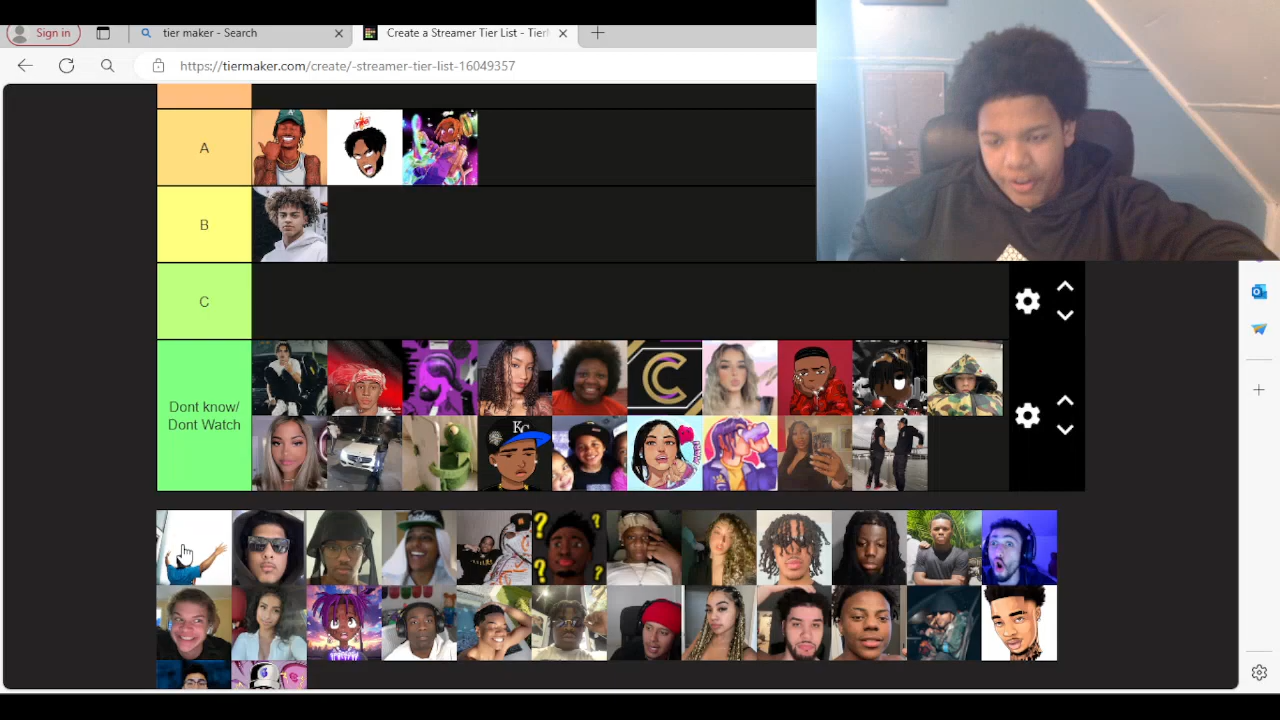 Sign in
tier maker - Search
Create a Streamer Tier List - Tier
https://tiermaker.com/create/-streamer-tier-list-16049357
A
B
C
Dont know/
Dont Watch
KC
? ?
? ?